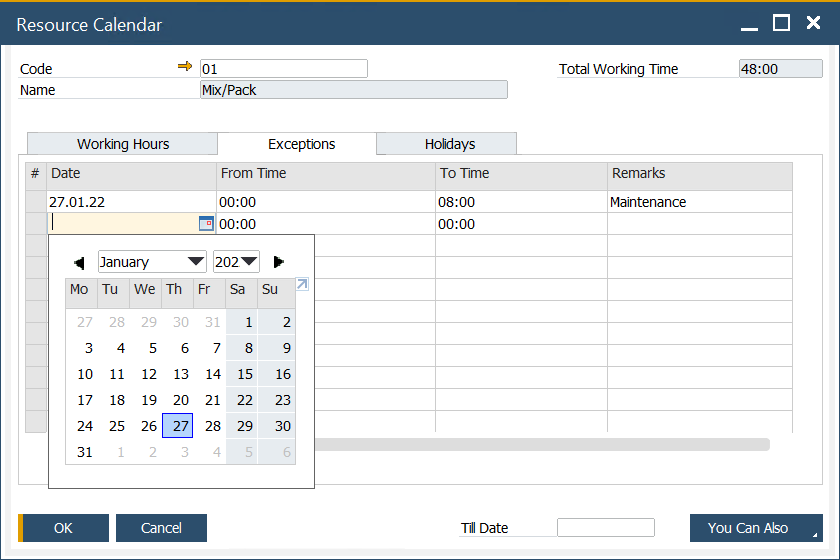 Resource Calendar
Code 01 Total Working Time 48:00
Name Mix/Pack
Working Hours Exceptions Holidays
# Date From Time To Time Remarks
27.01.22 00:00 08:00 Maintenance
00:00 00:00
January 202
Mo Tu We Th Fr Sa Su
27 28 29 30 31 1 2
3 4 5 6 7 8 9
10 11 12 13 14 15 16
17 18 19 20 21 22 23
24 25 26 27 28 29 30
31 1 2 3 4 5 6
OK Cancel Till Date You Can Also